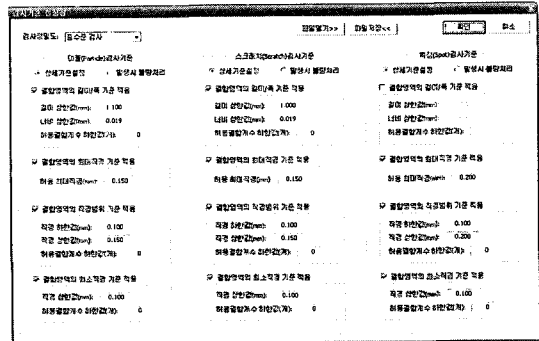 검사기준 설정창
검사정밀도: 표준 검사
파일열기>> 파일저장<< 확인 취소
이물(Particle)검사기준 스크래치(Scratch)검사기준 흑점(Spot)검사기준
상세기준설정 발생시 불량처리 상세기준설정 발생시 불량처리 상세기준설정 발생시 불량처리
결함영역의 길이/폭 기준 적용 결함영역의 길이/폭 기준 적용 결함영역의 길이/폭 기준 적용
길이 상한값(mm): 1.100 길이 상한값(mm): 1.000 길이 상한값(mm):
너비 상한값(mm): 0.019 너비 상한값(mm): 0.019 너비 상한값(mm):
허용결함개수 하한값(개): 0 허용결함개수 하한값(개): 0 허용결함개수 하한값(개):
결함영역의 최대직경 기준 적용 결함영역의 최대직경 기준 적용 결함영역의 최대직경 기준 적용
허용 최대직경(mm): 0.150 허용 최대직경(mm): 0.150 허용 최대직경(mm): 0.200
결함영역의 직경범위 기준 적용 결함영역의 직경범위 기준 적용 결함영역의 직경범위 기준 적용
직경 하한값(mm): 0.100 직경 하한값(mm): 0.100 직경 하한값(mm): 0.100
직경 상한값(mm): 0.150 직경 상한값(mm): 0.150 직경 상한값(mm): 0.200
허용결함개수 하한값(개): 0 허용결함개수 하한값(개): 0 허용결함개수 하한값(개): 0
결함영역의 최소직경 기준 적용 결함영역의 최소직경 기준 적용 결함영역의 최소직경 기준 적용
직경 상한값(mm): 0.100 직경 상한값(mm): 0.100 직경 상한값(mm): 0.100
허용결함개수 하한값(개): 0 허용결함개수 하한값(개): 0 허용결함개수 하한값(개): 0